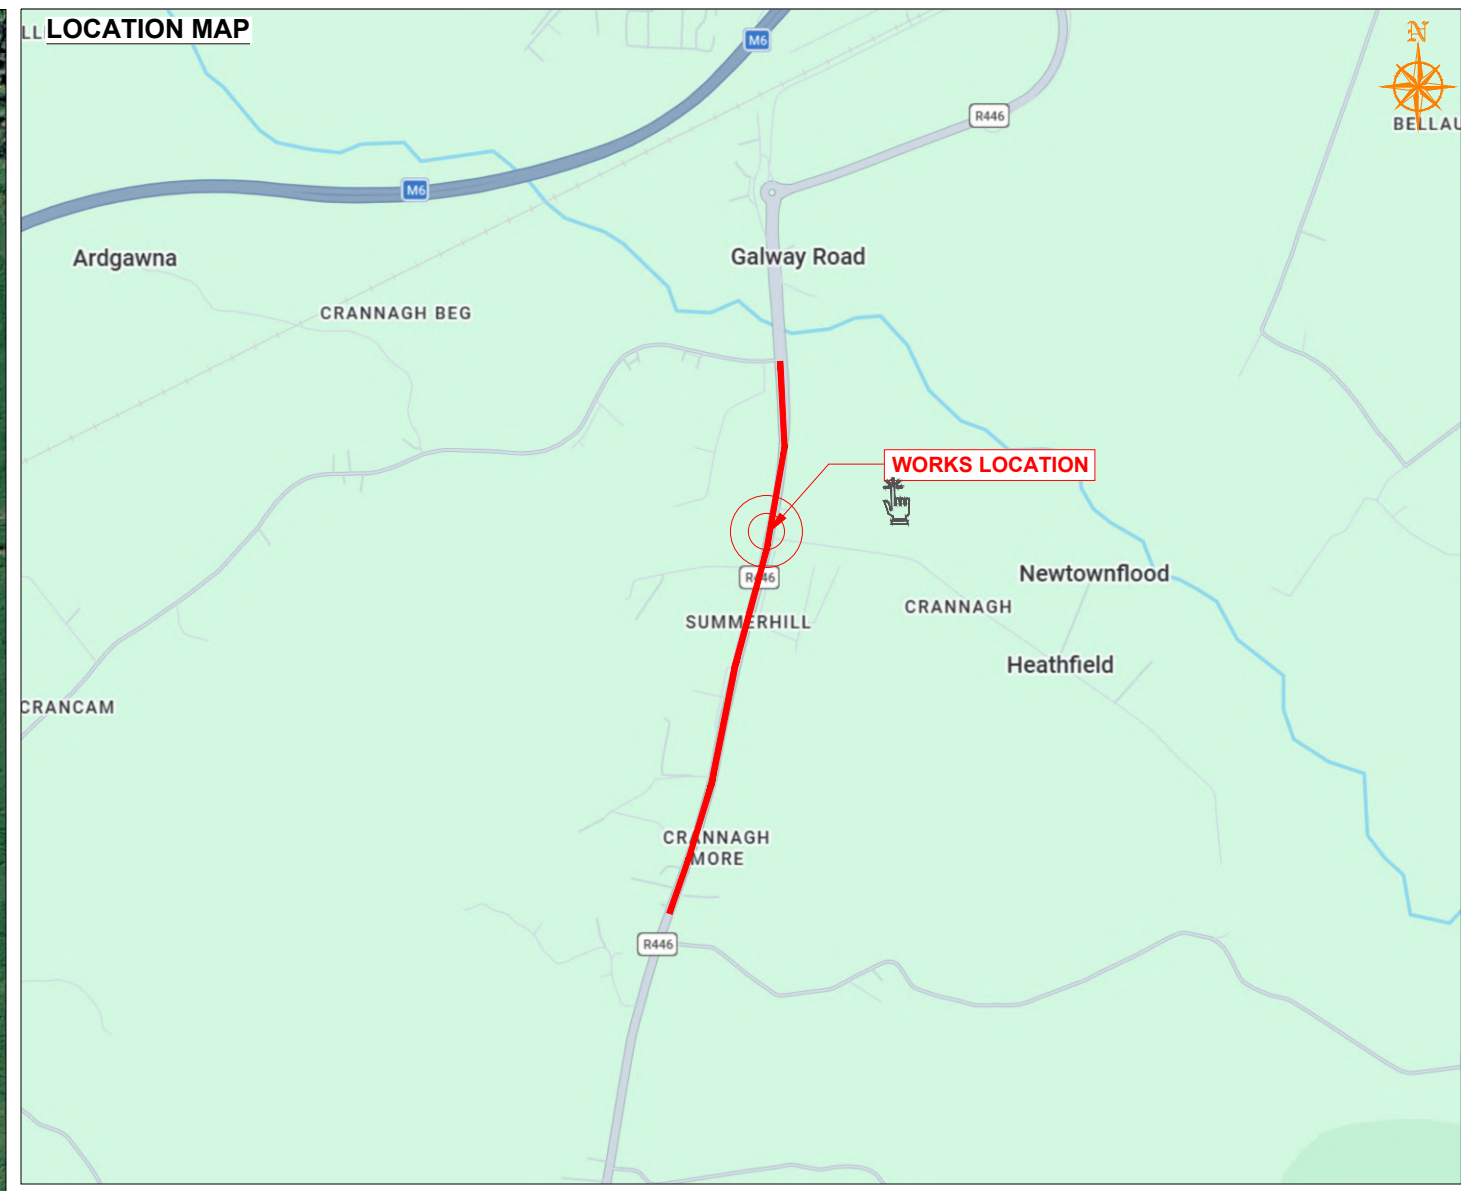 LL
LOCATION MAP
M6
N
R446
BELLAU
M6
Ardgawna
Galway Road
CRANNAGH BEG
WORKS LOCATION
Newtownflood
R446
CRANNAGH
SUMMERHILL
Heathfield
CRANCAM
CRANNAGH
MORE
R446